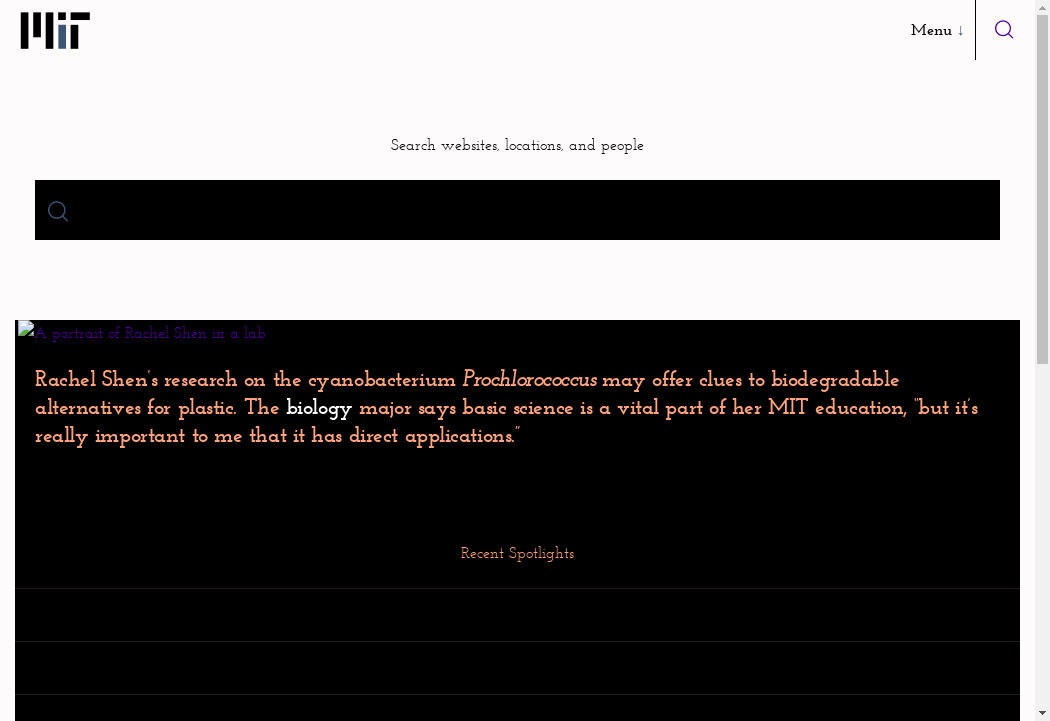 MIT
Menu ↓
Search websites, locations, and people
A portrait of Rachel Shen in a lab
Rachel Shen’s research on the cyanobacterium Prochlorococcus may offer clues to biodegradable
alternatives for plastic. The biology major says basic science is a vital part of her MIT education, “but it’s
really important to me that it has direct applications.”
Recent Spotlights